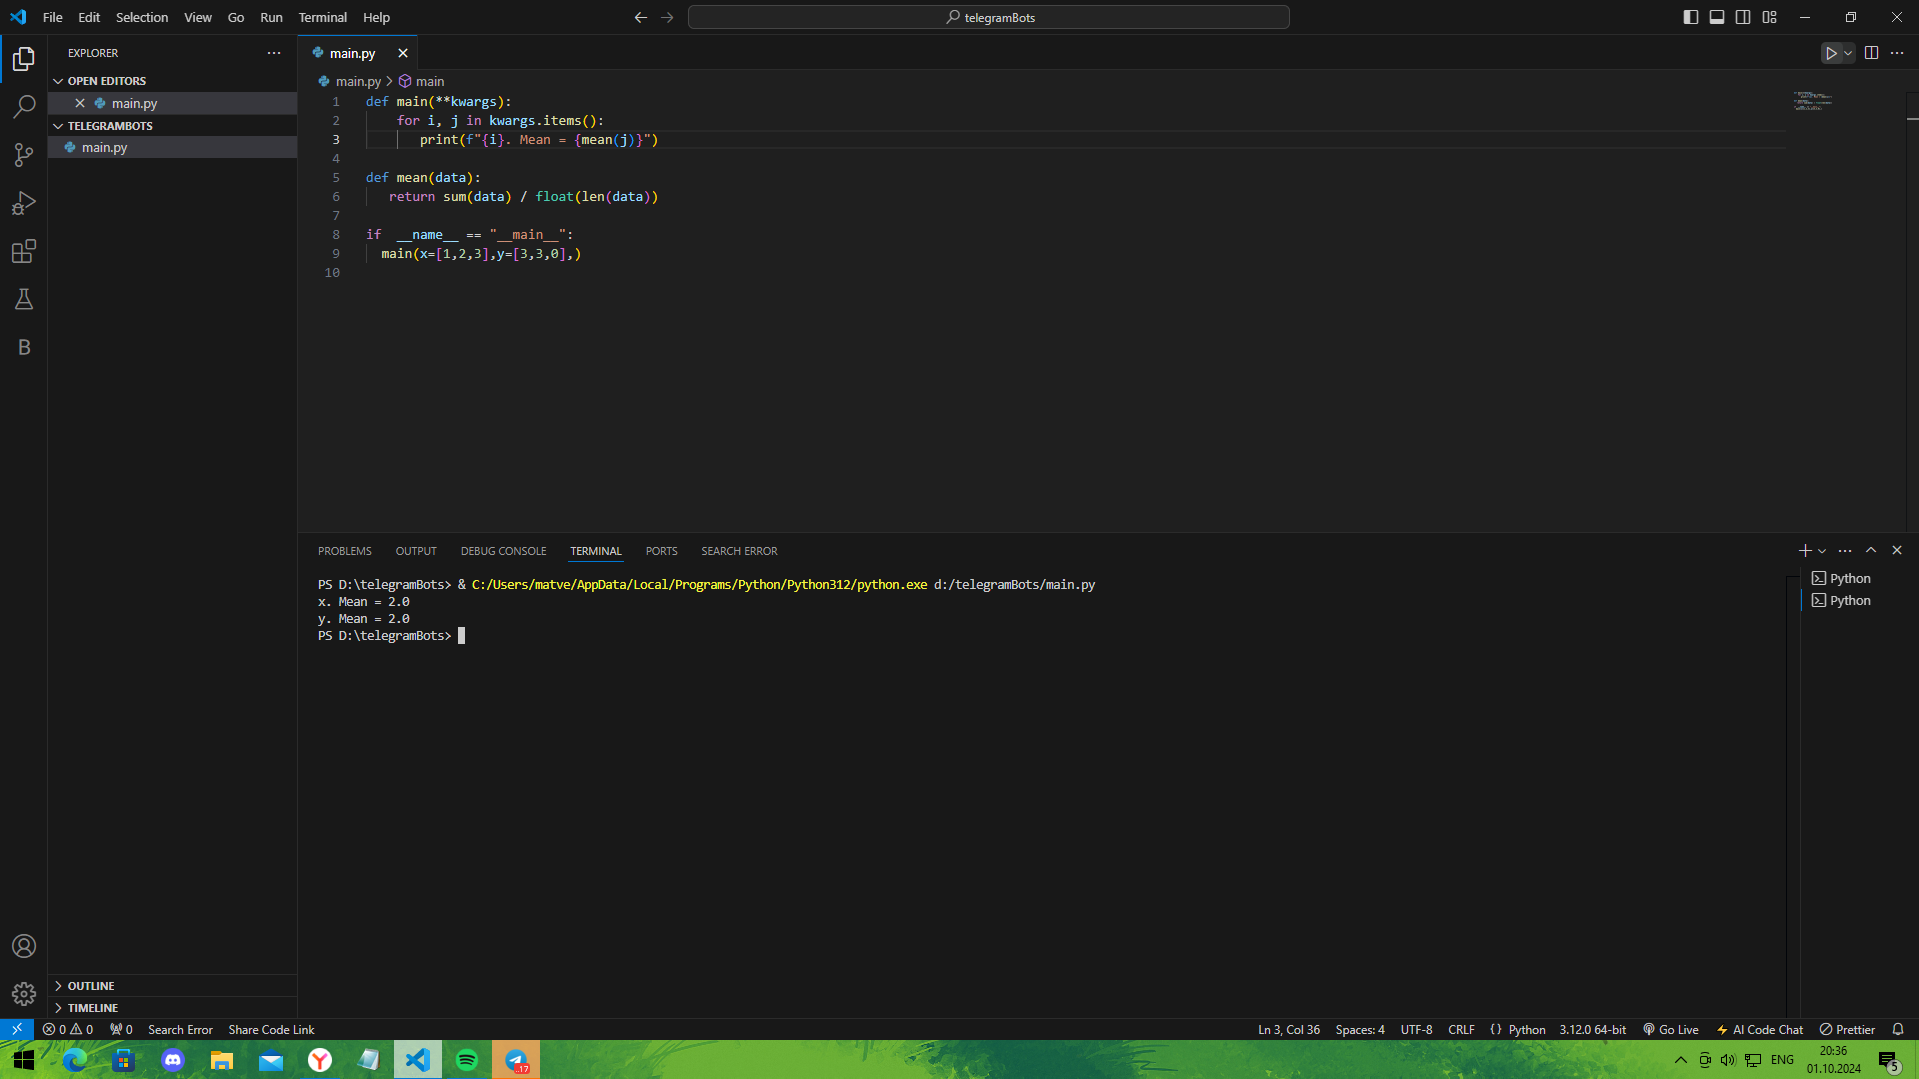 File Edit Selection View Go Run Terminal Help
telegramBots
EXPLORER
OPEN EDITORS
main.py
TELEGRAMBOTS
main.py
OUTLINE
TIMELINE
main.py
main.py > main
1 def main(**kwargs):
2 for i, j in kwargs.items():
3 print(f"{i}. Mean = {mean(j)}")
4
5 def mean(data):
6 return sum(data) / float(len(data))
7
8 if __name__ == "__main__":
9 main(x=[1,2,3],y=[3,3,0],)
10
PROBLEMS OUTPUT DEBUG CONSOLE TERMINAL PORTS SEARCH ERROR
PS D:\telegramBots> & C:/Users/matve/AppData/Local/Programs/Python/Python312/python.exe d:/telegramBots/main.py
x. Mean = 2.0
y. Mean = 2.0
PS D:\telegramBots>
Python
Python
B
0 0 0 Search Error Share Code Link Ln 3, Col 36 Spaces: 4 UTF-8 CRLF {} Python 3.12.0 64-bit Go Live AI Code Chat Prettier
ENG
20:36
01.10.2024
5
17